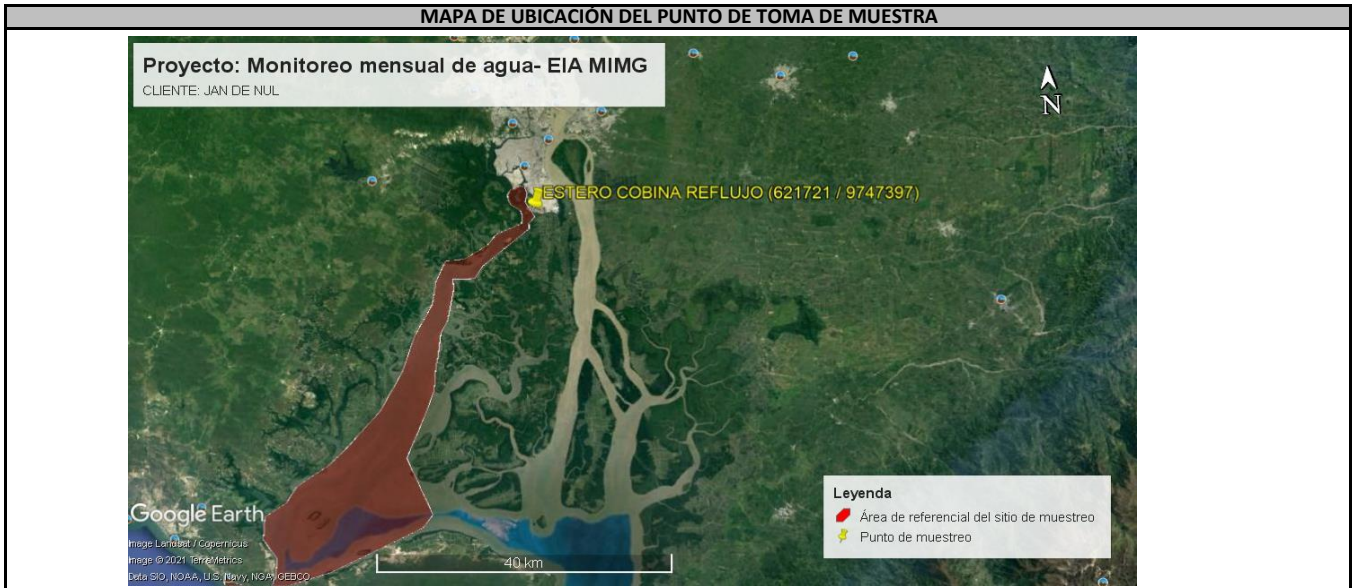 MAPA DE UBICACIÓN DEL PUNTO DE TOMA DE MUESTRA
Proyecto: Monitoreo mensual de agua- EIA MIMG
CLIENTE: JAN DE NUL
N
ESTERO COBINA REFLUJO (621721 / 9747397)
Leyenda
Área de referencial del sitio de muestreo
Punto de muestreo
Google Earth
Image Landsat / Copernicus
Image © 2021 TerraMetrics
Data SIO, NOAA, U.S. Navy, NGA, GEBCO
40 km